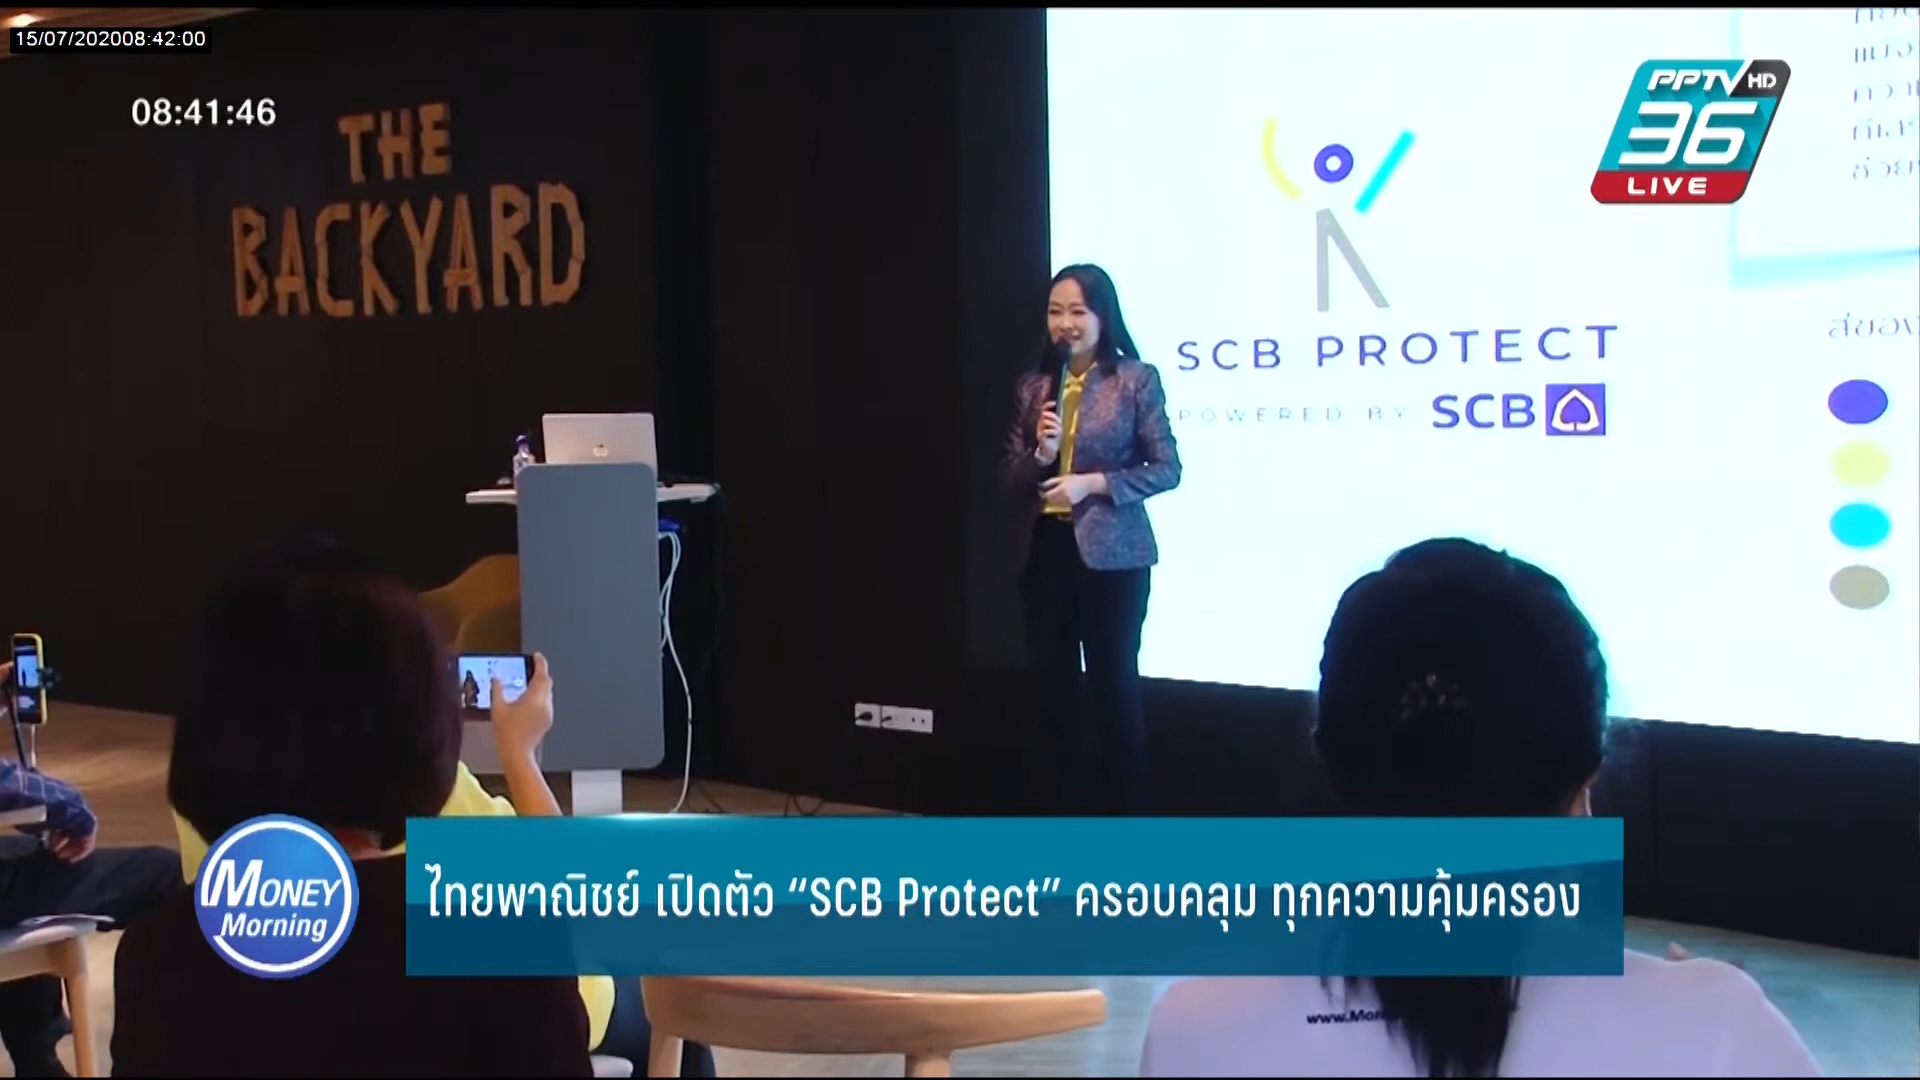 15/07/202008:42:00
08:41:46
THE
BACKYARD
PPTV HD
36
LIVE
SCB PROTECT
POWERED BY SCB
MONEY
Morning
ไทยพาณิชย์ เปิดตัว “SCB Protect” ครอบคลุม ทุกความคุ้มครอง